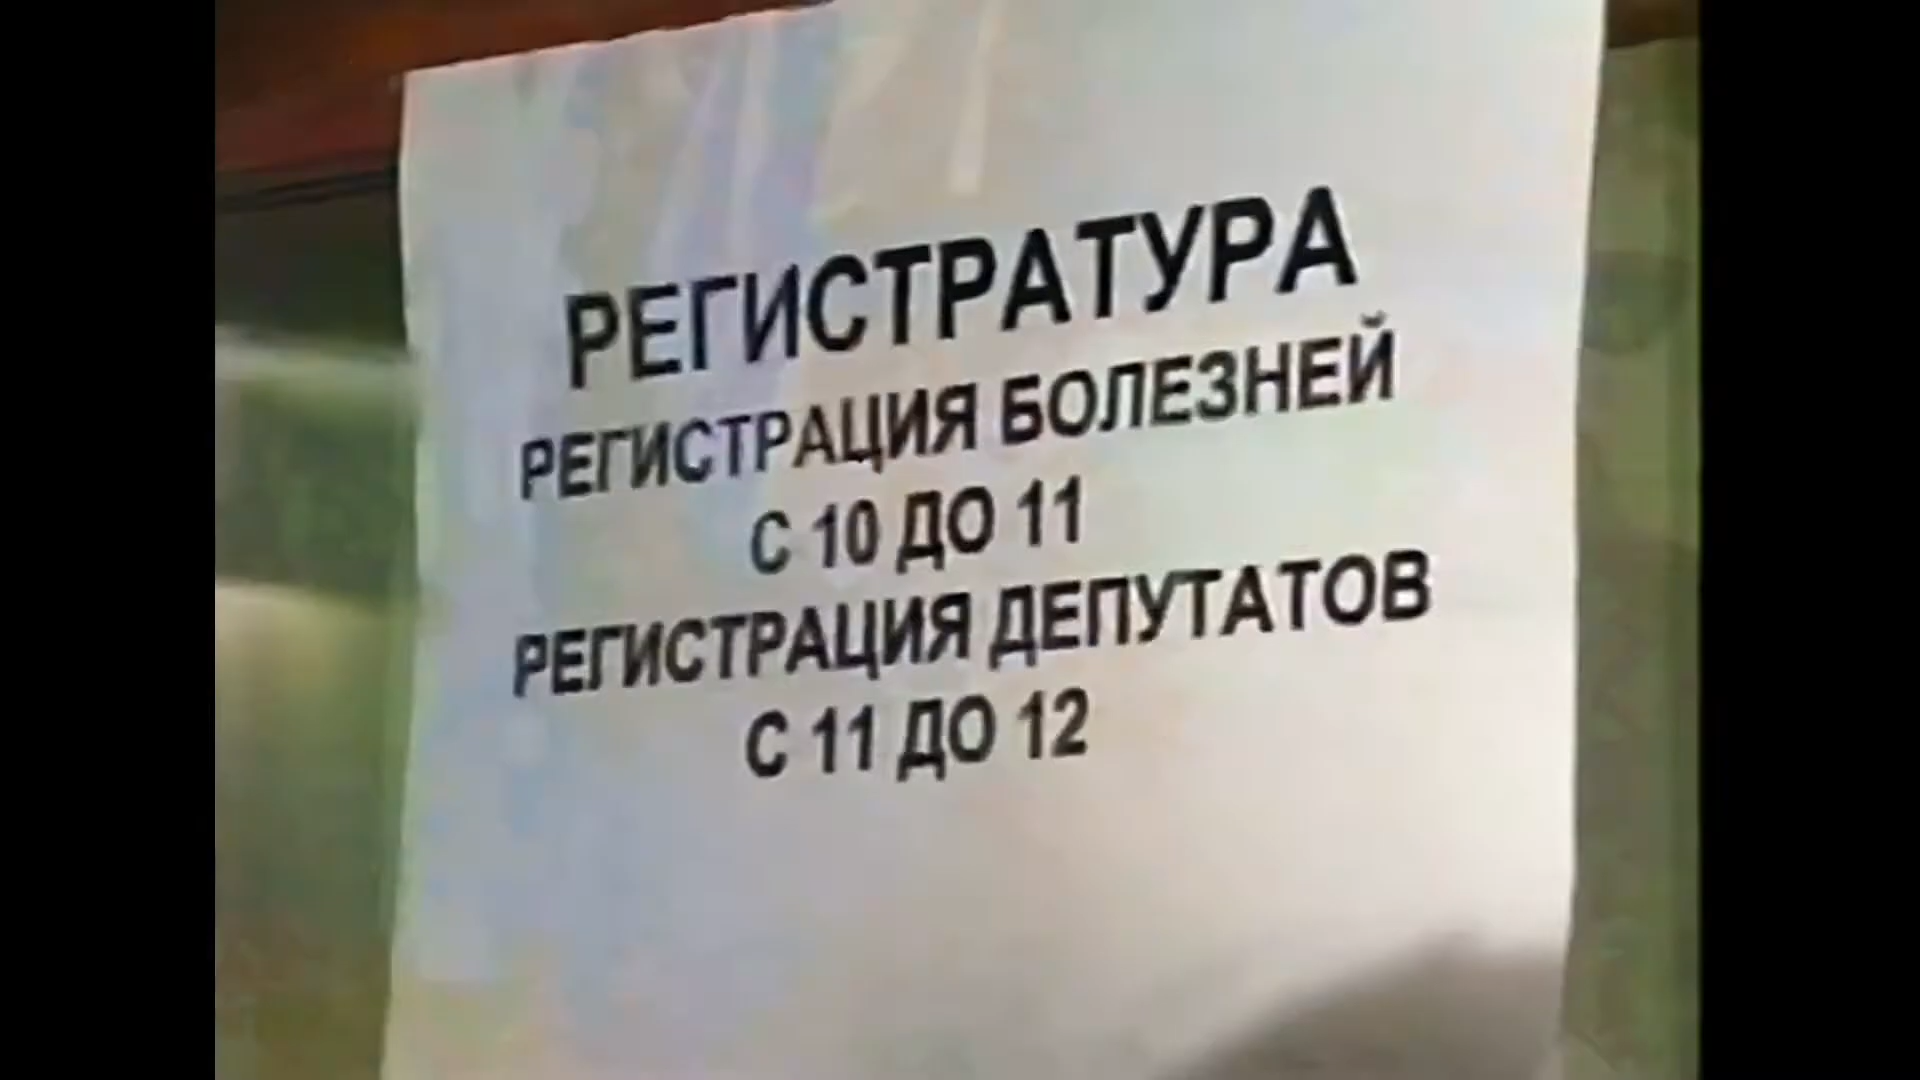 РЕГИСТРАТУРА
РЕГИСТРАЦИЯ БОЛЕЗНЕЙ
С 10 ДО 11
РЕГИСТРАЦИЯ ДЕПУТАТОВ
С 11 ДО 12